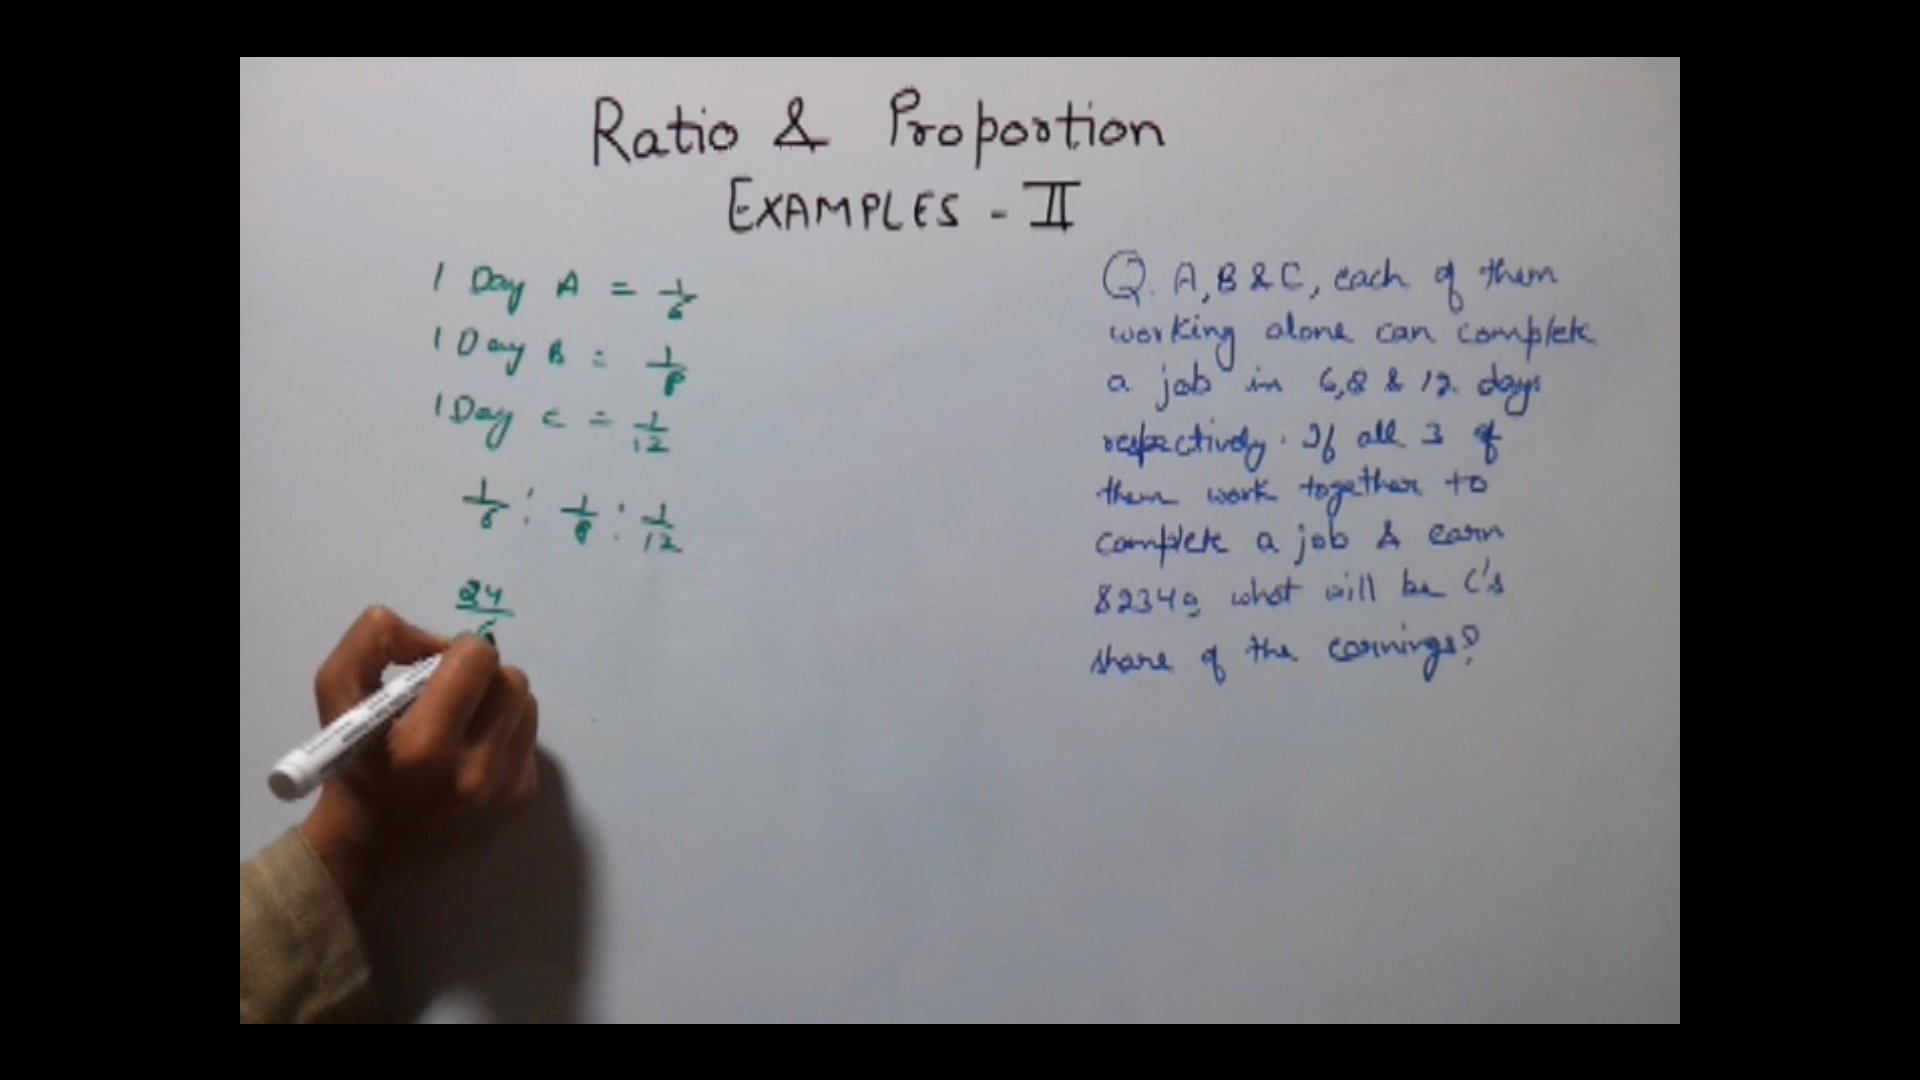 Ratio & Proportion
EXAMPLES - II
1 Day A = 1/6
1 Day B = 1/8
1 Day C = 1/12
1/6 : 1/8 : 1/12
24/6
Q. A, B & C, each of them
working alone can complete
a job in 6, 8 & 12 days
respectively. If all 3 of
them work together to
complete a job & earn
what will be C's
share of the earnings?